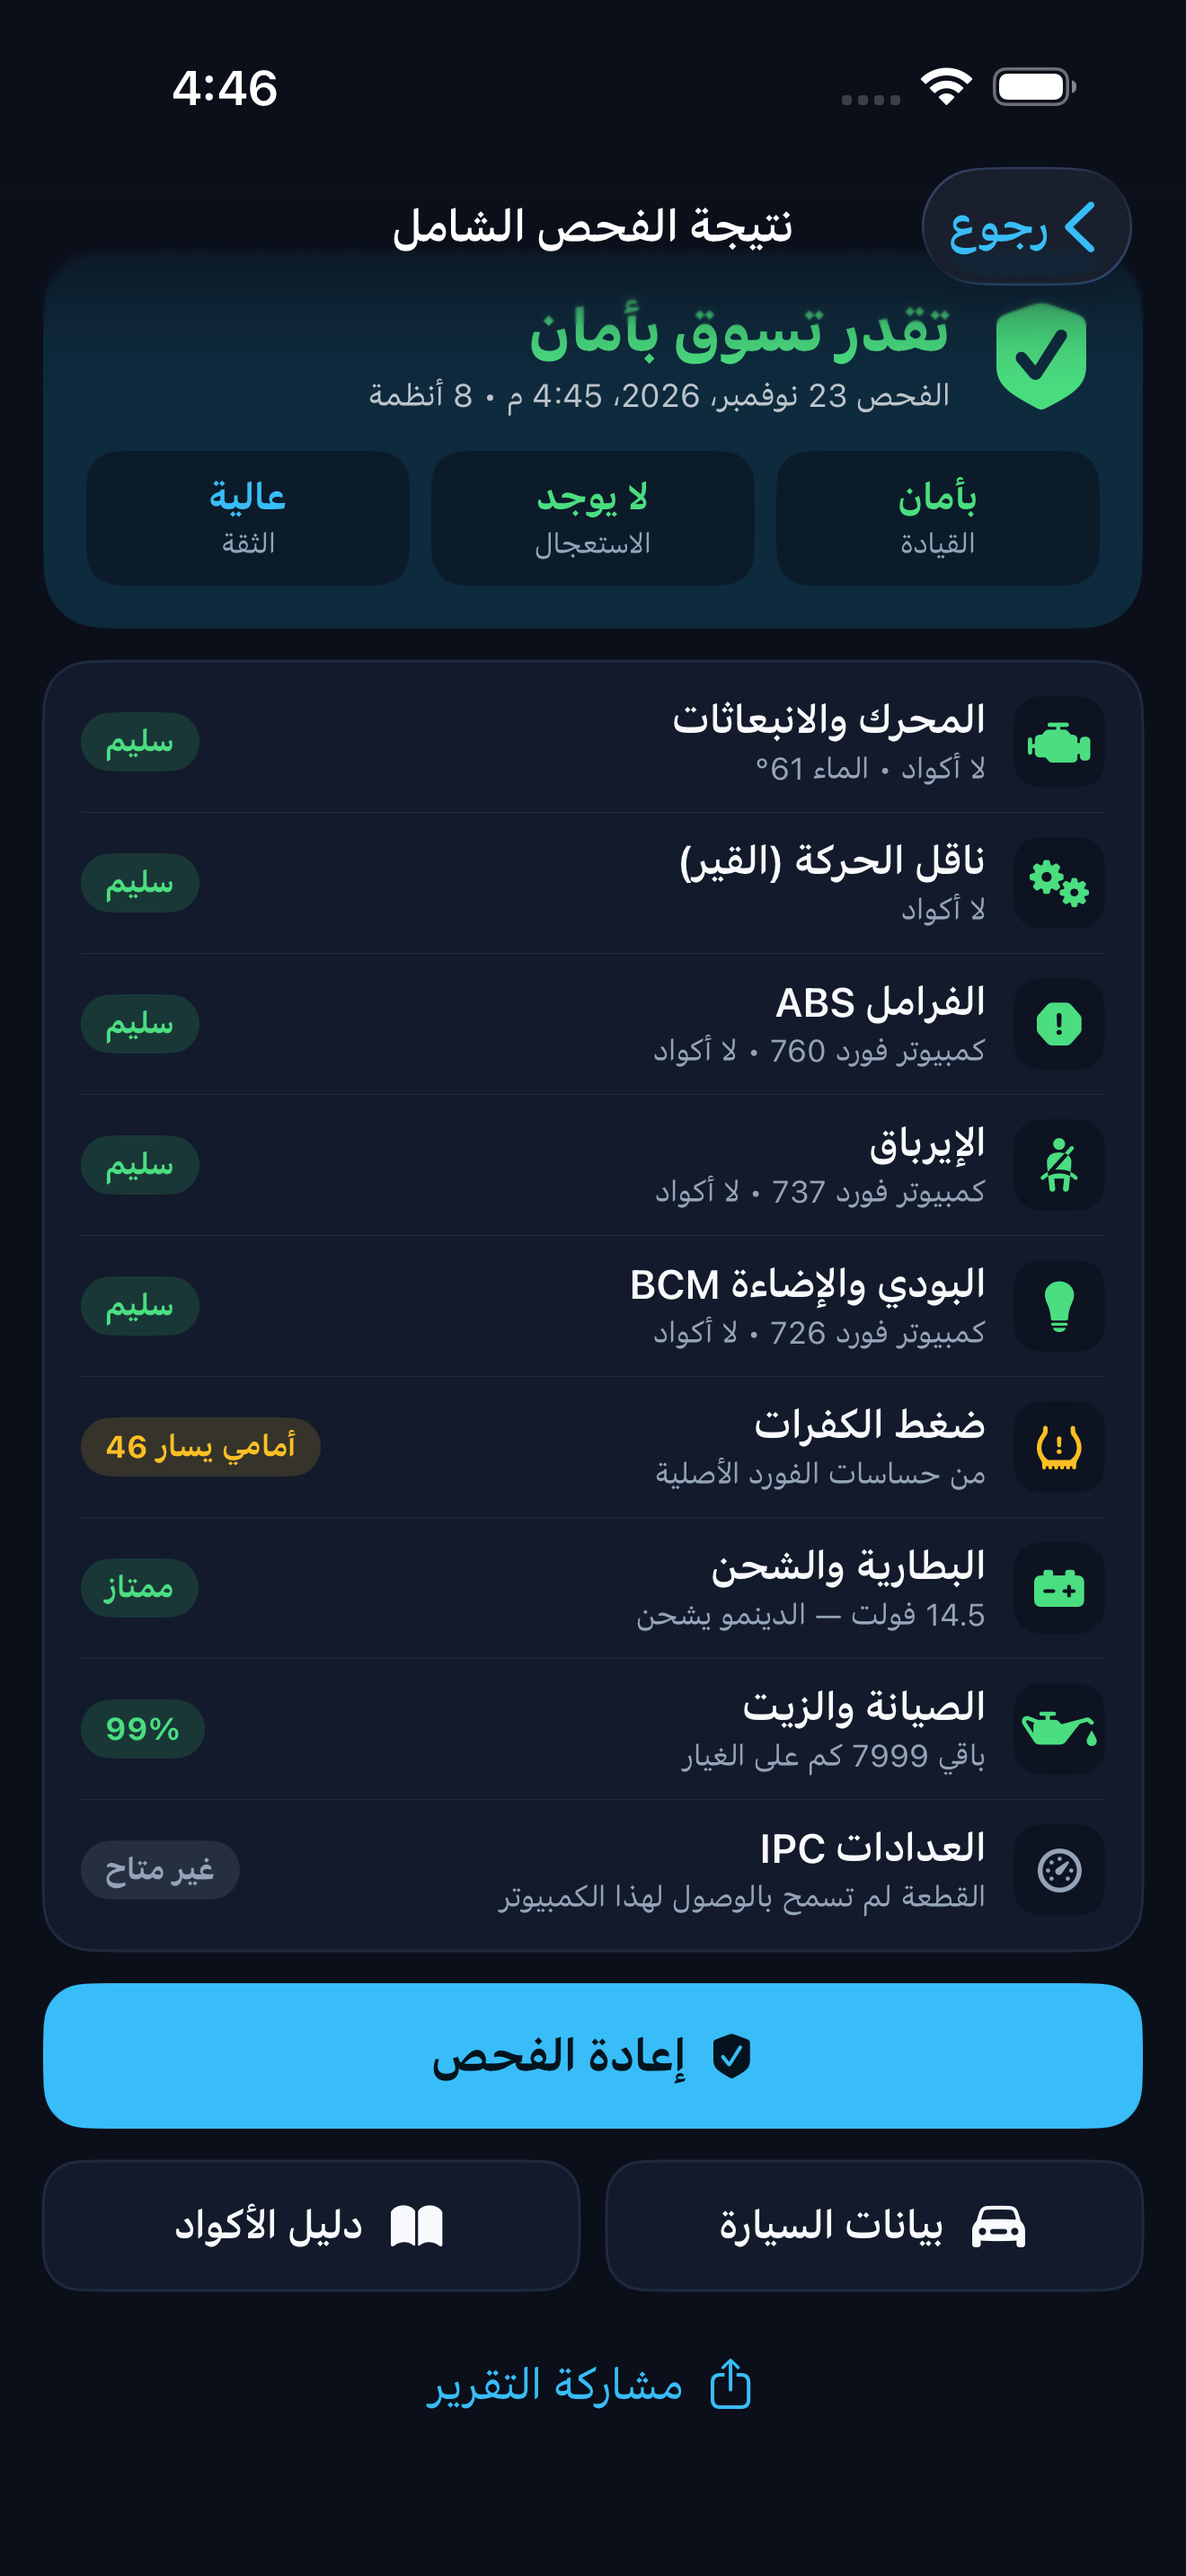 4:46
رجوع
نتيجة الفحص الشامل
تقدر تسوق بأمان
الفحص 23 نوفمبر، 2026، 4:45 م • 8 أنظمة
بأمان
القيادة
لا يوجد
الاستعجال
عالية
الثقة
المحرك والانبعاثات
لا أكواد • الماء 61°
سليم
ناقل الحركة (القير)
لا أكواد
سليم
الفرامل ABS
كمبيوتر فورد 760 • لا أكواد
سليم
الإيرباق
كمبيوتر فورد 737 • لا أكواد
سليم
البودي والإضاءة BCM
كمبيوتر فورد 726 • لا أكواد
سليم
ضغط الكفرات
من حساسات الفورد الأصلية
أمامي يسار 46
البطارية والشحن
14.5 فولت — الدينمو يشحن
ممتاز
الصيانة والزيت
باقي 7999 كم على الغيار
99%
العدادات IPC
القطعة لم تسمح بالوصول لهذا الكمبيوتر
غير متاح
إعادة الفحص
بيانات السيارة
دليل الأكواد
مشاركة التقرير